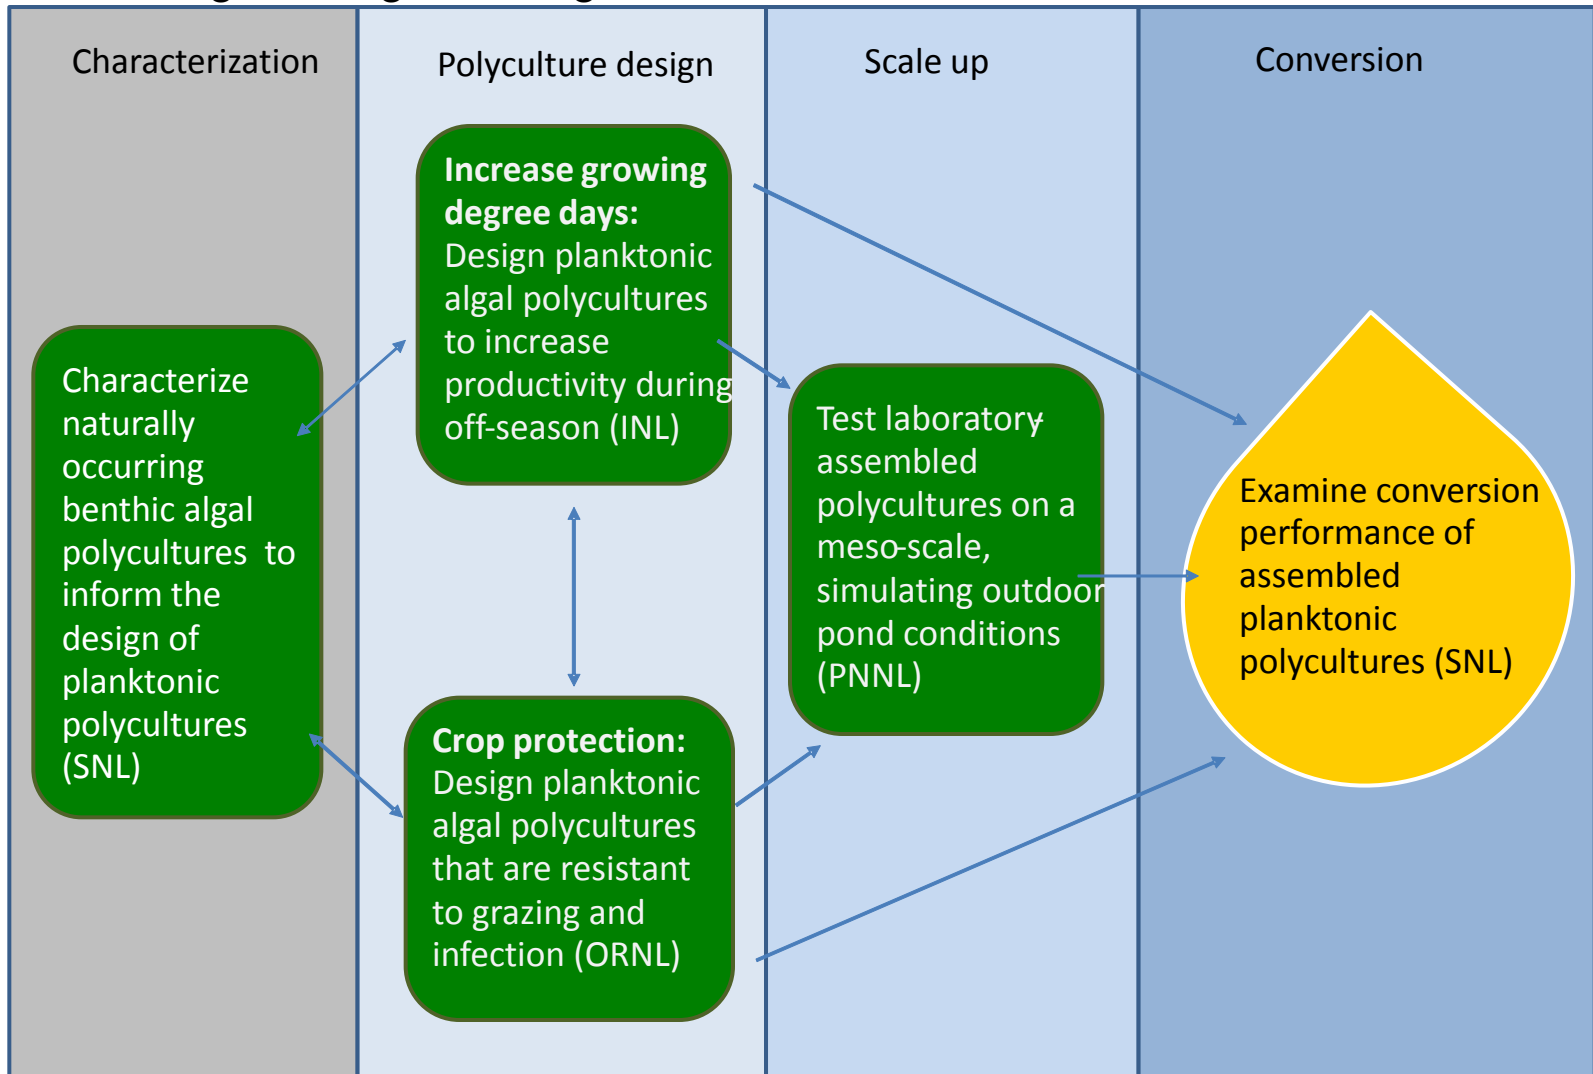 Characterization
Polyculture design
Scale up
Conversion
Characterize
naturally
occurring
benthic algal
polycultures to
inform the
design of
planktonic
polycultures
(SNL)
Increase growing
degree days:
Design planktonic
algal polycultures
to increase
productivity during
off-season (INL)
Crop protection:
Design planktonic
algal polycultures
that are resistant
to grazing and
infection (ORNL)
Test laboratory-
assembled
polycultures on a
meso-scale,
simulating outdoor
pond conditions
(PNNL)
Examine conversion
performance of
assembled
planktonic
polycultures (SNL)